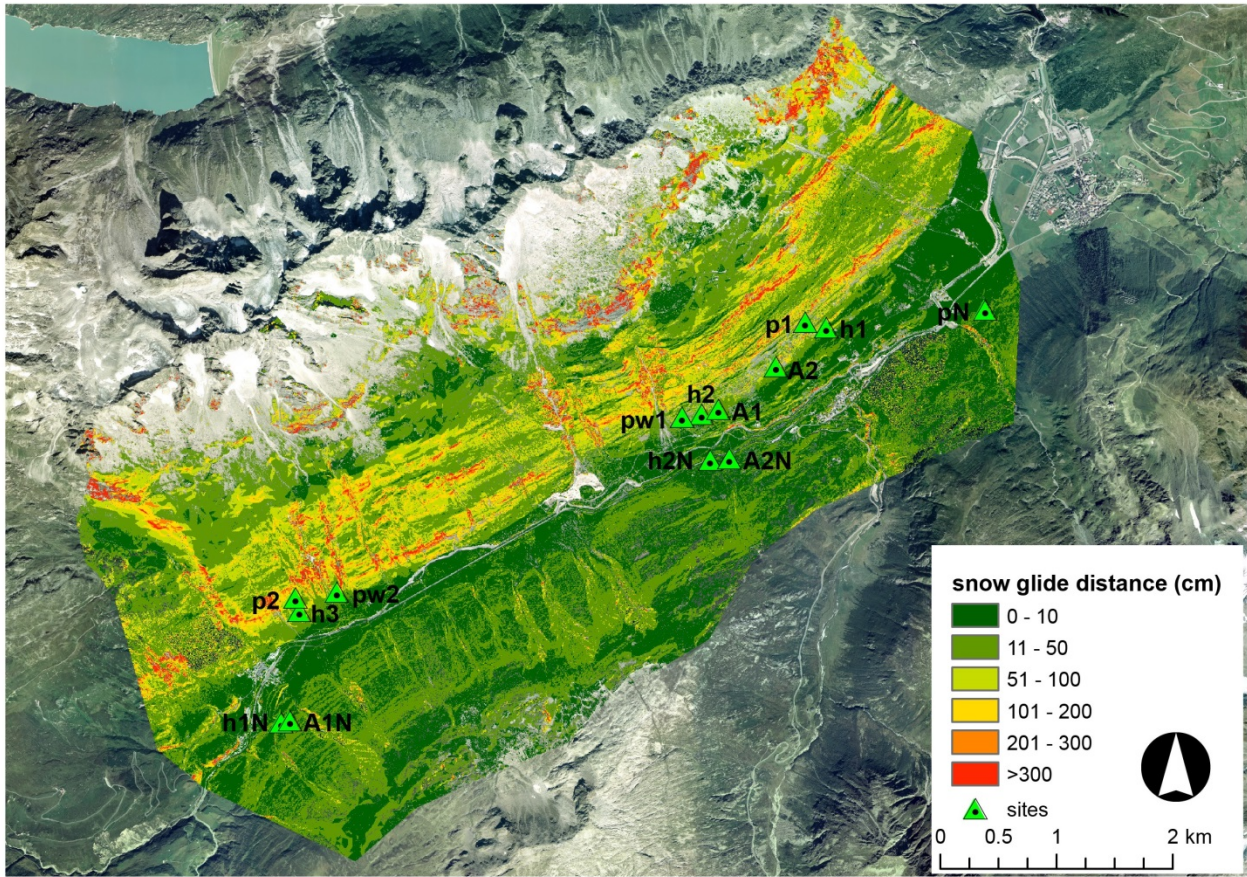 p1
h1
pN
A2
h2
A1
pw1
h2N
A2N
p2
pw2
h3
h1N
A1N
snow glide distance (cm)
0 - 10
11 - 50
51 - 100
101 - 200
201 - 300
>300
sites
0 0.5 1 2 km